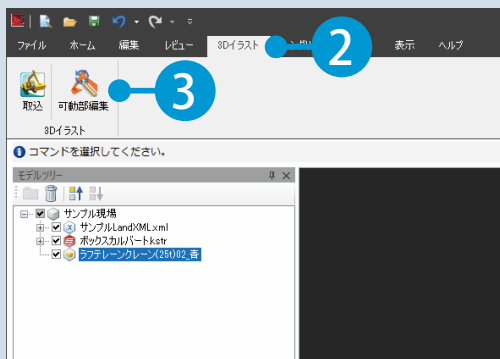 ファイル ホーム 編集 レビュー 3Dイラスト 2 表示 ヘルプ
取込 可動部編集 3
3Dイラスト
コマンドを選択してください。
モデルツリー
サンプル現場
サンプルLandXML.xml
ボックスカルバート.kstr
ラフテレーンクレーン(25t)02_青